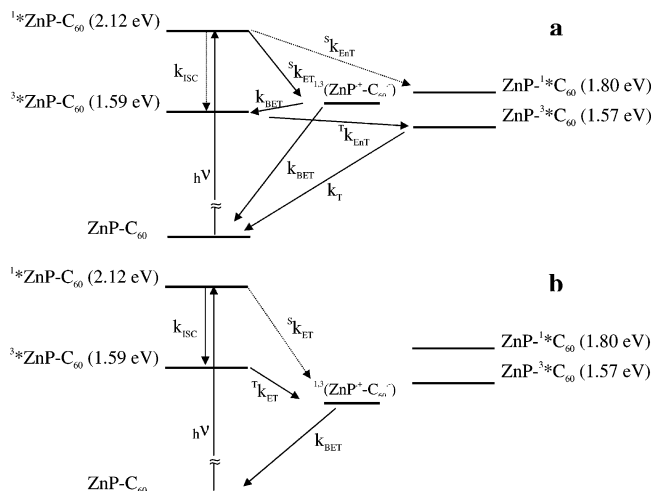 ¹*ZnP-C₆₀ (2.12 eV)
a
ˢk_EnT
k_ISC
ˢk_ET
¹,³(ZnP⁺-C₆₀⁻)
ZnP-¹*C₆₀ (1.80 eV)
³*ZnP-C₆₀ (1.59 eV)
k_BET
ZnP-³*C₆₀ (1.57 eV)
ᵀk_EnT
hν
k_BET
k_T
≈
ZnP-C₆₀
¹*ZnP-C₆₀ (2.12 eV)
b
k_ISC
ˢk_ET
ZnP-¹*C₆₀ (1.80 eV)
³*ZnP-C₆₀ (1.59 eV)
ZnP-³*C₆₀ (1.57 eV)
ᵀk_ET
¹,³(ZnP⁺-C₆₀⁻)
hν
k_BET
≈
ZnP-C₆₀